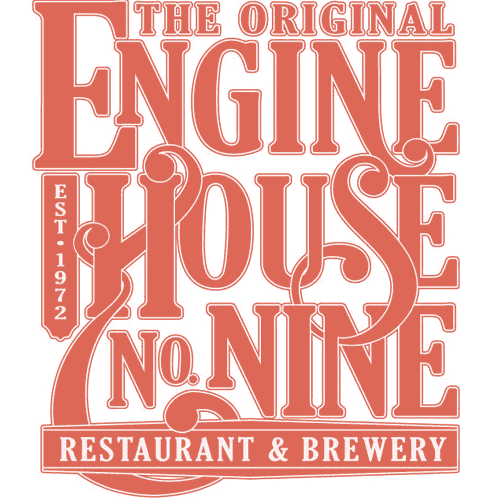 THE ORIGINAL
ENGINE
EST • 1972
HOUSE
NO. NINE
RESTAURANT & BREWERY